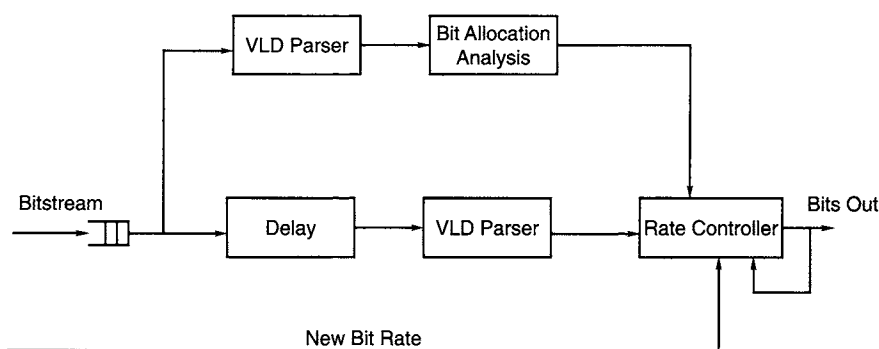 VLD Parser
Bit Allocation
Analysis
Bitstream
Delay
VLD Parser
Rate Controller
Bits Out
New Bit Rate